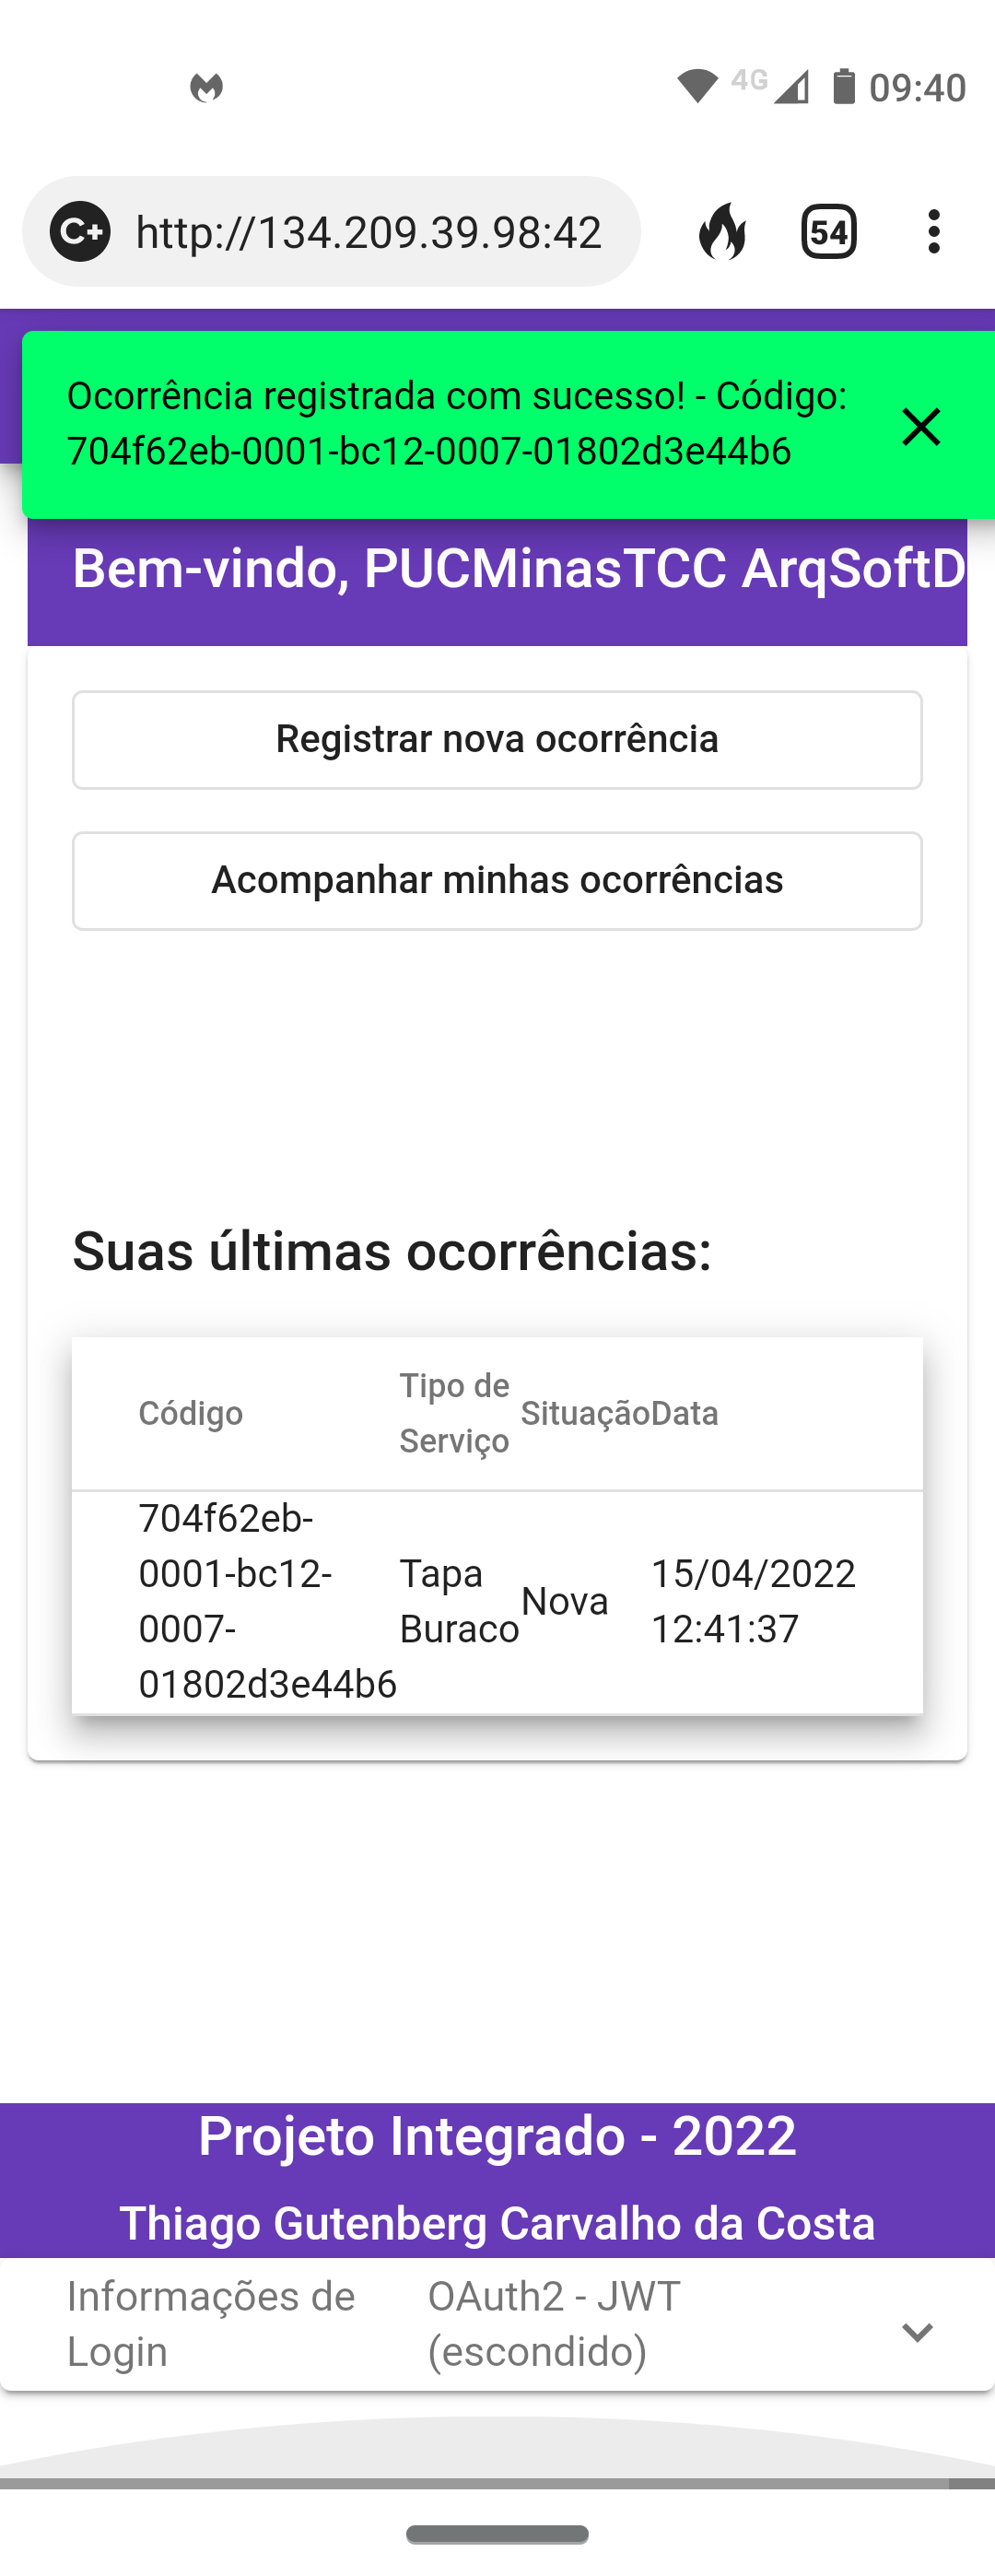 4G 09:40
C+ http://134.209.39.98:42 54
Ocorrência registrada com sucesso! - Código:
704f62eb-0001-bc12-0007-01802d3e44b6
Bem-vindo, PUCMinasTCC ArqSoftD
Registrar nova ocorrência
Acompanhar minhas ocorrências
Suas últimas ocorrências:
Código Tipo de Serviço Situação Data
704f62eb-
0001-bc12-
0007-
01802d3e44b6
Tapa
Buraco
Nova
15/04/2022
12:41:37
Projeto Integrado - 2022
Thiago Gutenberg Carvalho da Costa
Informações de
Login
OAuth2 - JWT
(escondido)